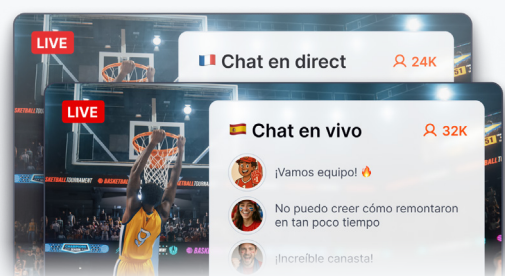 LIVE
Chat en direct
24K
LIVE
Chat en vivo
32K
¡Vamos equipo! 🔥
No puedo creer cómo remontaron
en tan poco tiempo
¡Increíble canasta!